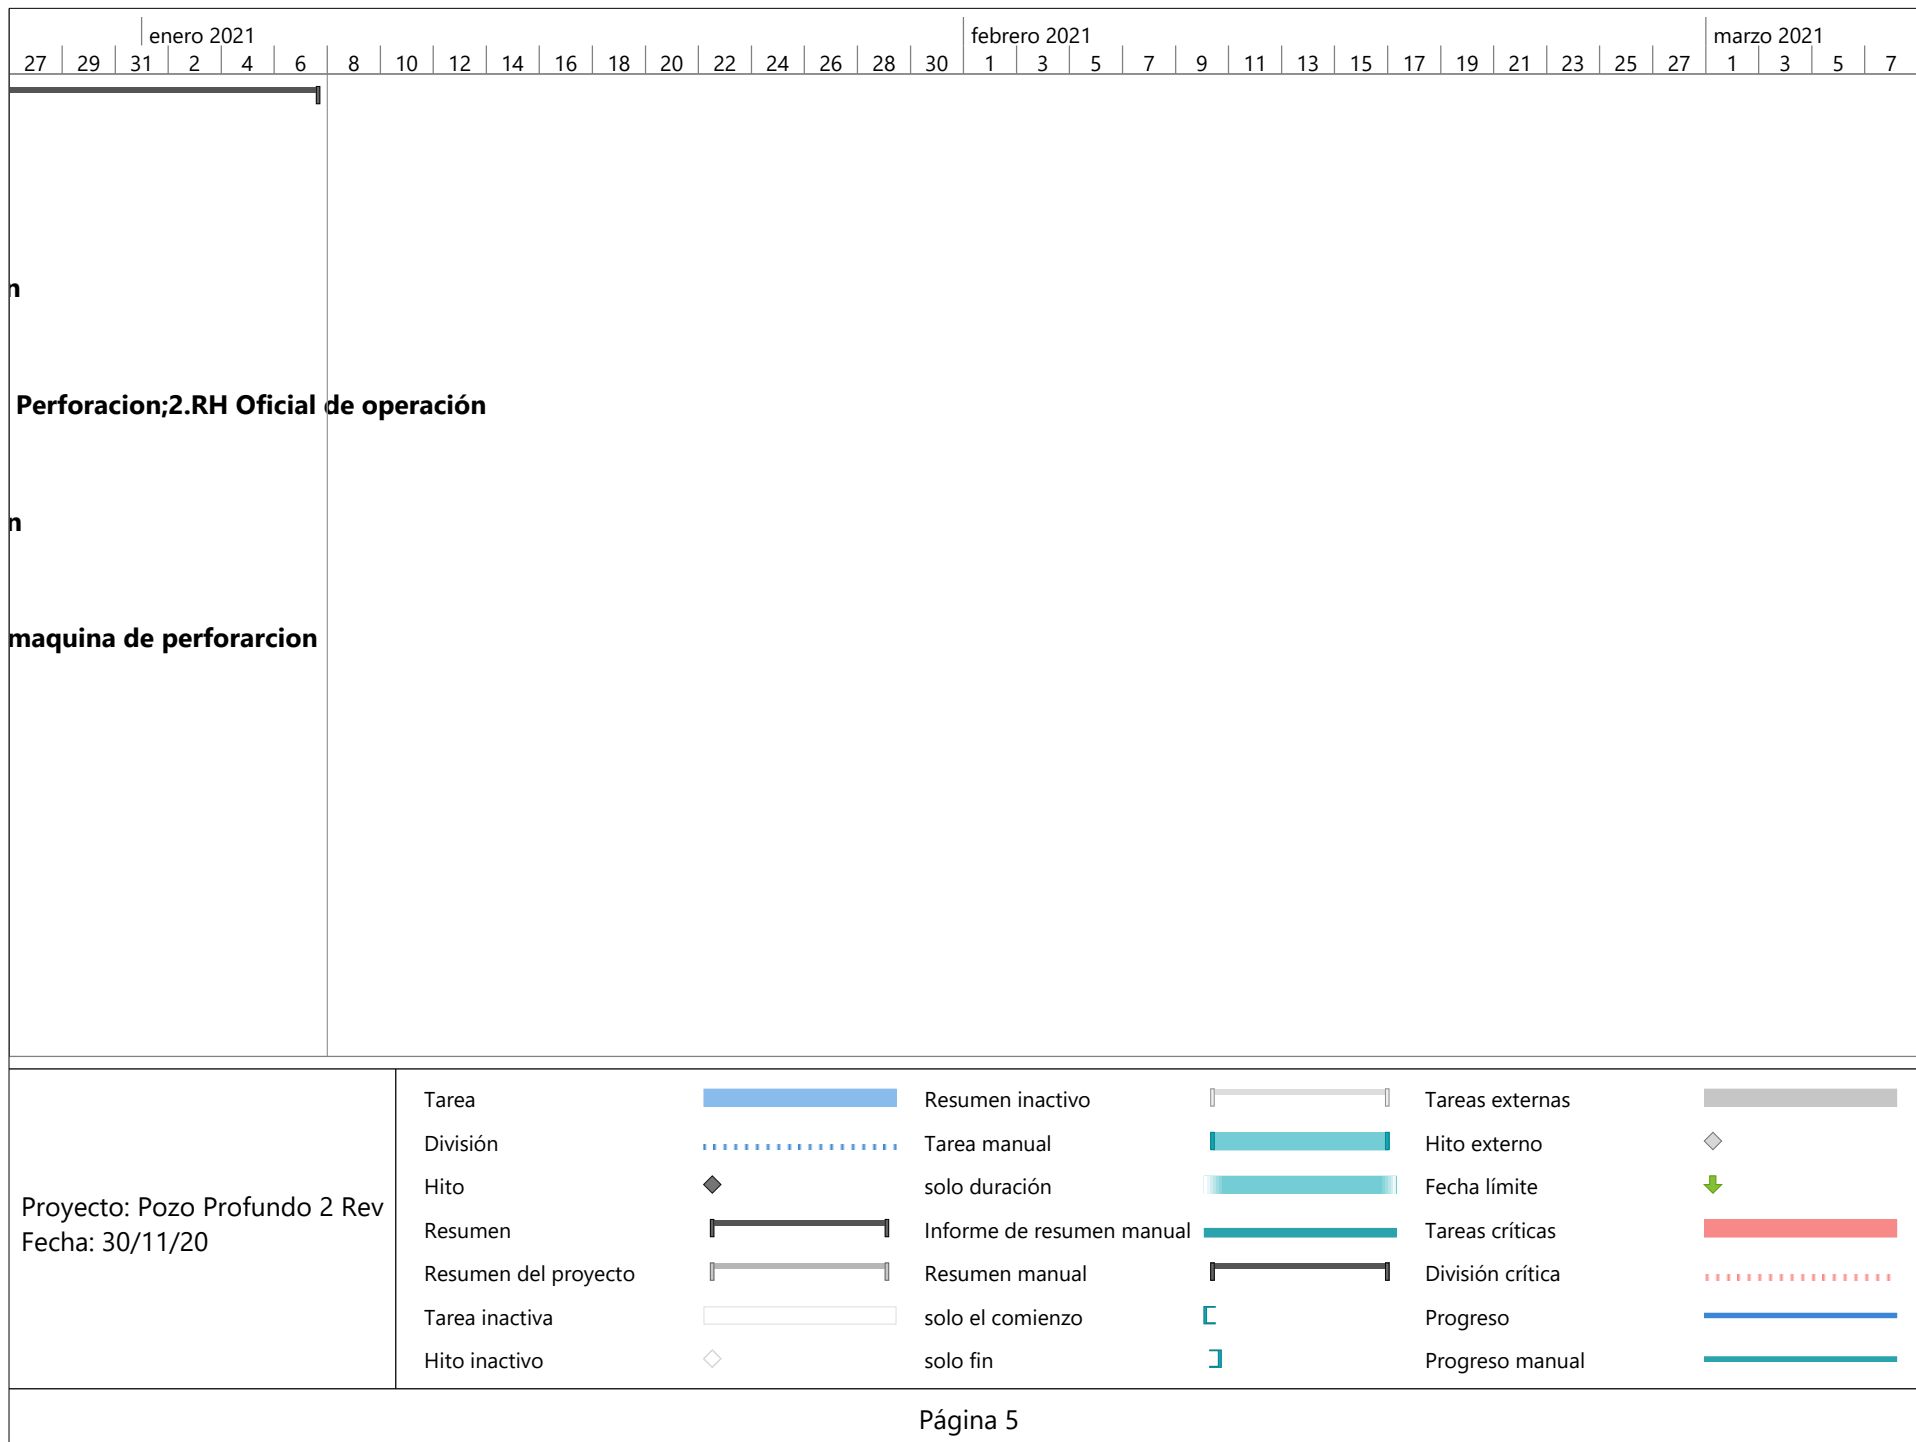 enero 2021 febrero 2021 marzo 2021
27 29 31 2 4 6 8 10 12 14 16 18 20 22 24 26 28 30 1 3 5 7 9 11 13 15 17 19 21 23 25 27 1 3 5 7
n
Perforacion;2.RH Oficial de operación
n
maquina de perforarcion
Proyecto: Pozo Profundo 2 Rev
Fecha: 30/11/20
Tarea
División
Hito
Resumen
Resumen del proyecto
Tarea inactiva
Hito inactivo
Resumen inactivo
Tarea manual
solo duración
Informe de resumen manual
Resumen manual
solo el comienzo
solo fin
Tareas externas
Hito externo
Fecha límite
Tareas críticas
División crítica
Progreso
Progreso manual
Página 5